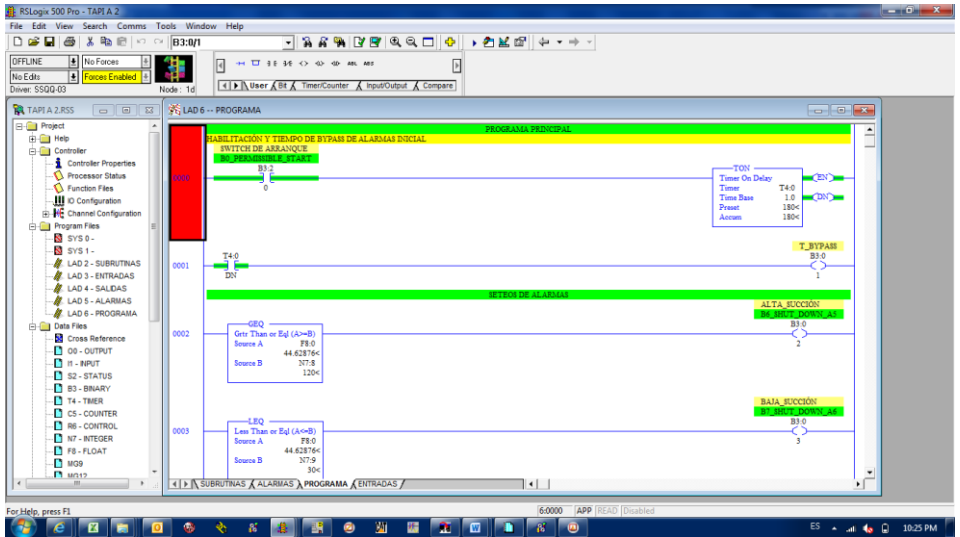 RSLogix 500 Pro - TAPI A 2
File Edit View Search Comms Tools Window Help
B3:0/1
OFFLINE No Forces
No Edits Forces Enabled
Driver: SSQQ-03 Node: 1d
ABL ABS
User Bit Timer/Counter Input/Output Compare
TAPI A 2.RSS
Project
Help
Controller
Controller Properties
Processor Status
Function Files
IO Configuration
Channel Configuration
Program Files
SYS 0 -
SYS 1 -
LAD 2 - SUBRUTINAS
LAD 3 - ENTRADAS
LAD 4 - SALIDAS
LAD 5 - ALARMAS
LAD 6 - PROGRAMA
Data Files
Cross Reference
O0 - OUTPUT
I1 - INPUT
S2 - STATUS
B3 - BINARY
T4 - TIMER
C5 - COUNTER
R6 - CONTROL
N7 - INTEGER
F8 - FLOAT
MG9
MG12
LAD 6 -- PROGRAMA
PROGRAMA PRINCIPAL
HABILITACIÓN Y TIEMPO DE BYPASS DE ALARMAS INICIAL
SWITCH DE ARRANQUE
B0_PERMISSIBLE_START
B3:2
0000
0
TON
Timer On Delay
Timer T4:0
Time Base 1.0
Preset 180<
Accum 180<
EN
DN
T_BYPASS
T4:0 B3:0
0001
DN 1
SETEOS DE ALARMAS
ALTA_SUCCIÓN
B6_SHUT_DOWN_A5
B3:0
2
0002
GEQ
Grtr Than or Eql (A>=B)
Source A F8:0
44.62876<
Source B N7:8
120<
BAJA_SUCCIÓN
B7_SHUT_DOWN_A6
B3:0
3
0003
LEQ
Less Than or Eql (A<=B)
Source A F8:0
44.62876<
Source B N7:9
30<
SUBRUTINAS ALARMAS PROGRAMA ENTRADAS
For Help, press F1
6:0000 APP READ Disabled
ES 10:25 PM